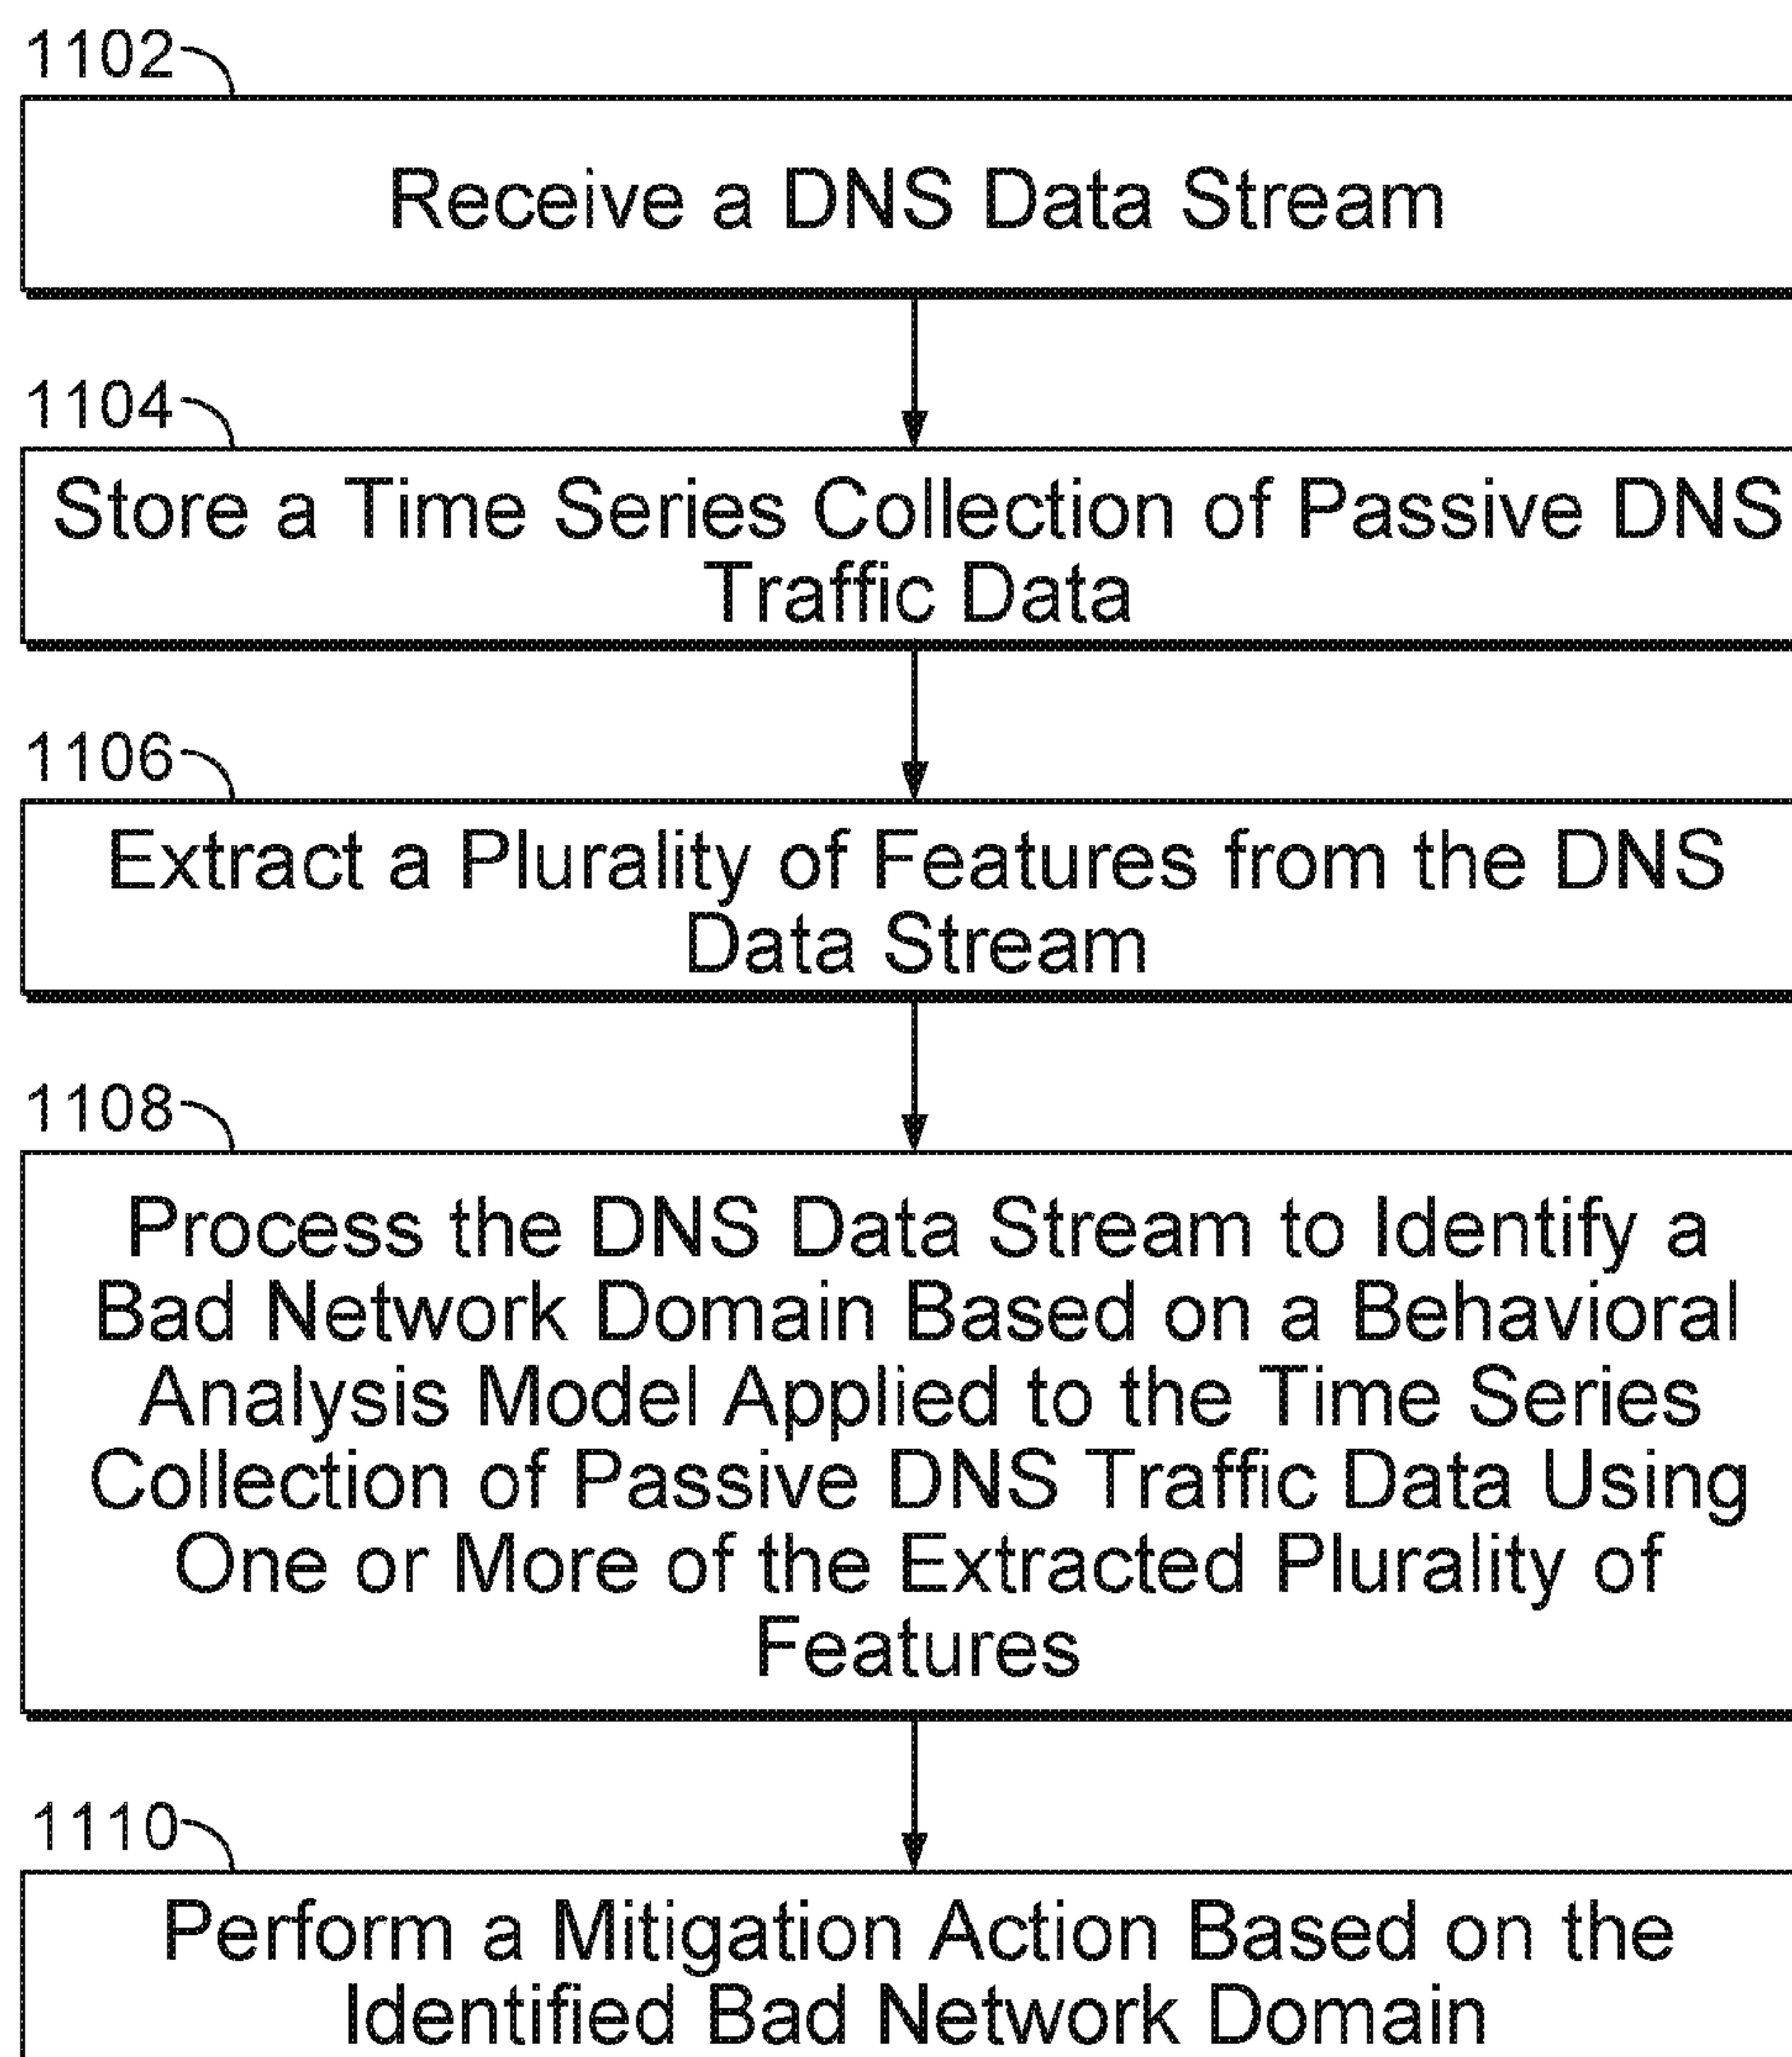 1102
Receive a DNS Data Stream
1104
Store a Time Series Collection of Passive DNS
Traffic Data
1106
Extract a Plurality of Features from the DNS
Data Stream
1108
Process the DNS Data Stream to Identify a
Bad Network Domain Based on a Behavioral
Analysis Model Applied to the Time Series
Collection of Passive DNS Traffic Data Using
One or More of the Extracted Plurality of
Features
1110
Perform a Mitigation Action Based on the
Identified Bad Network Domain